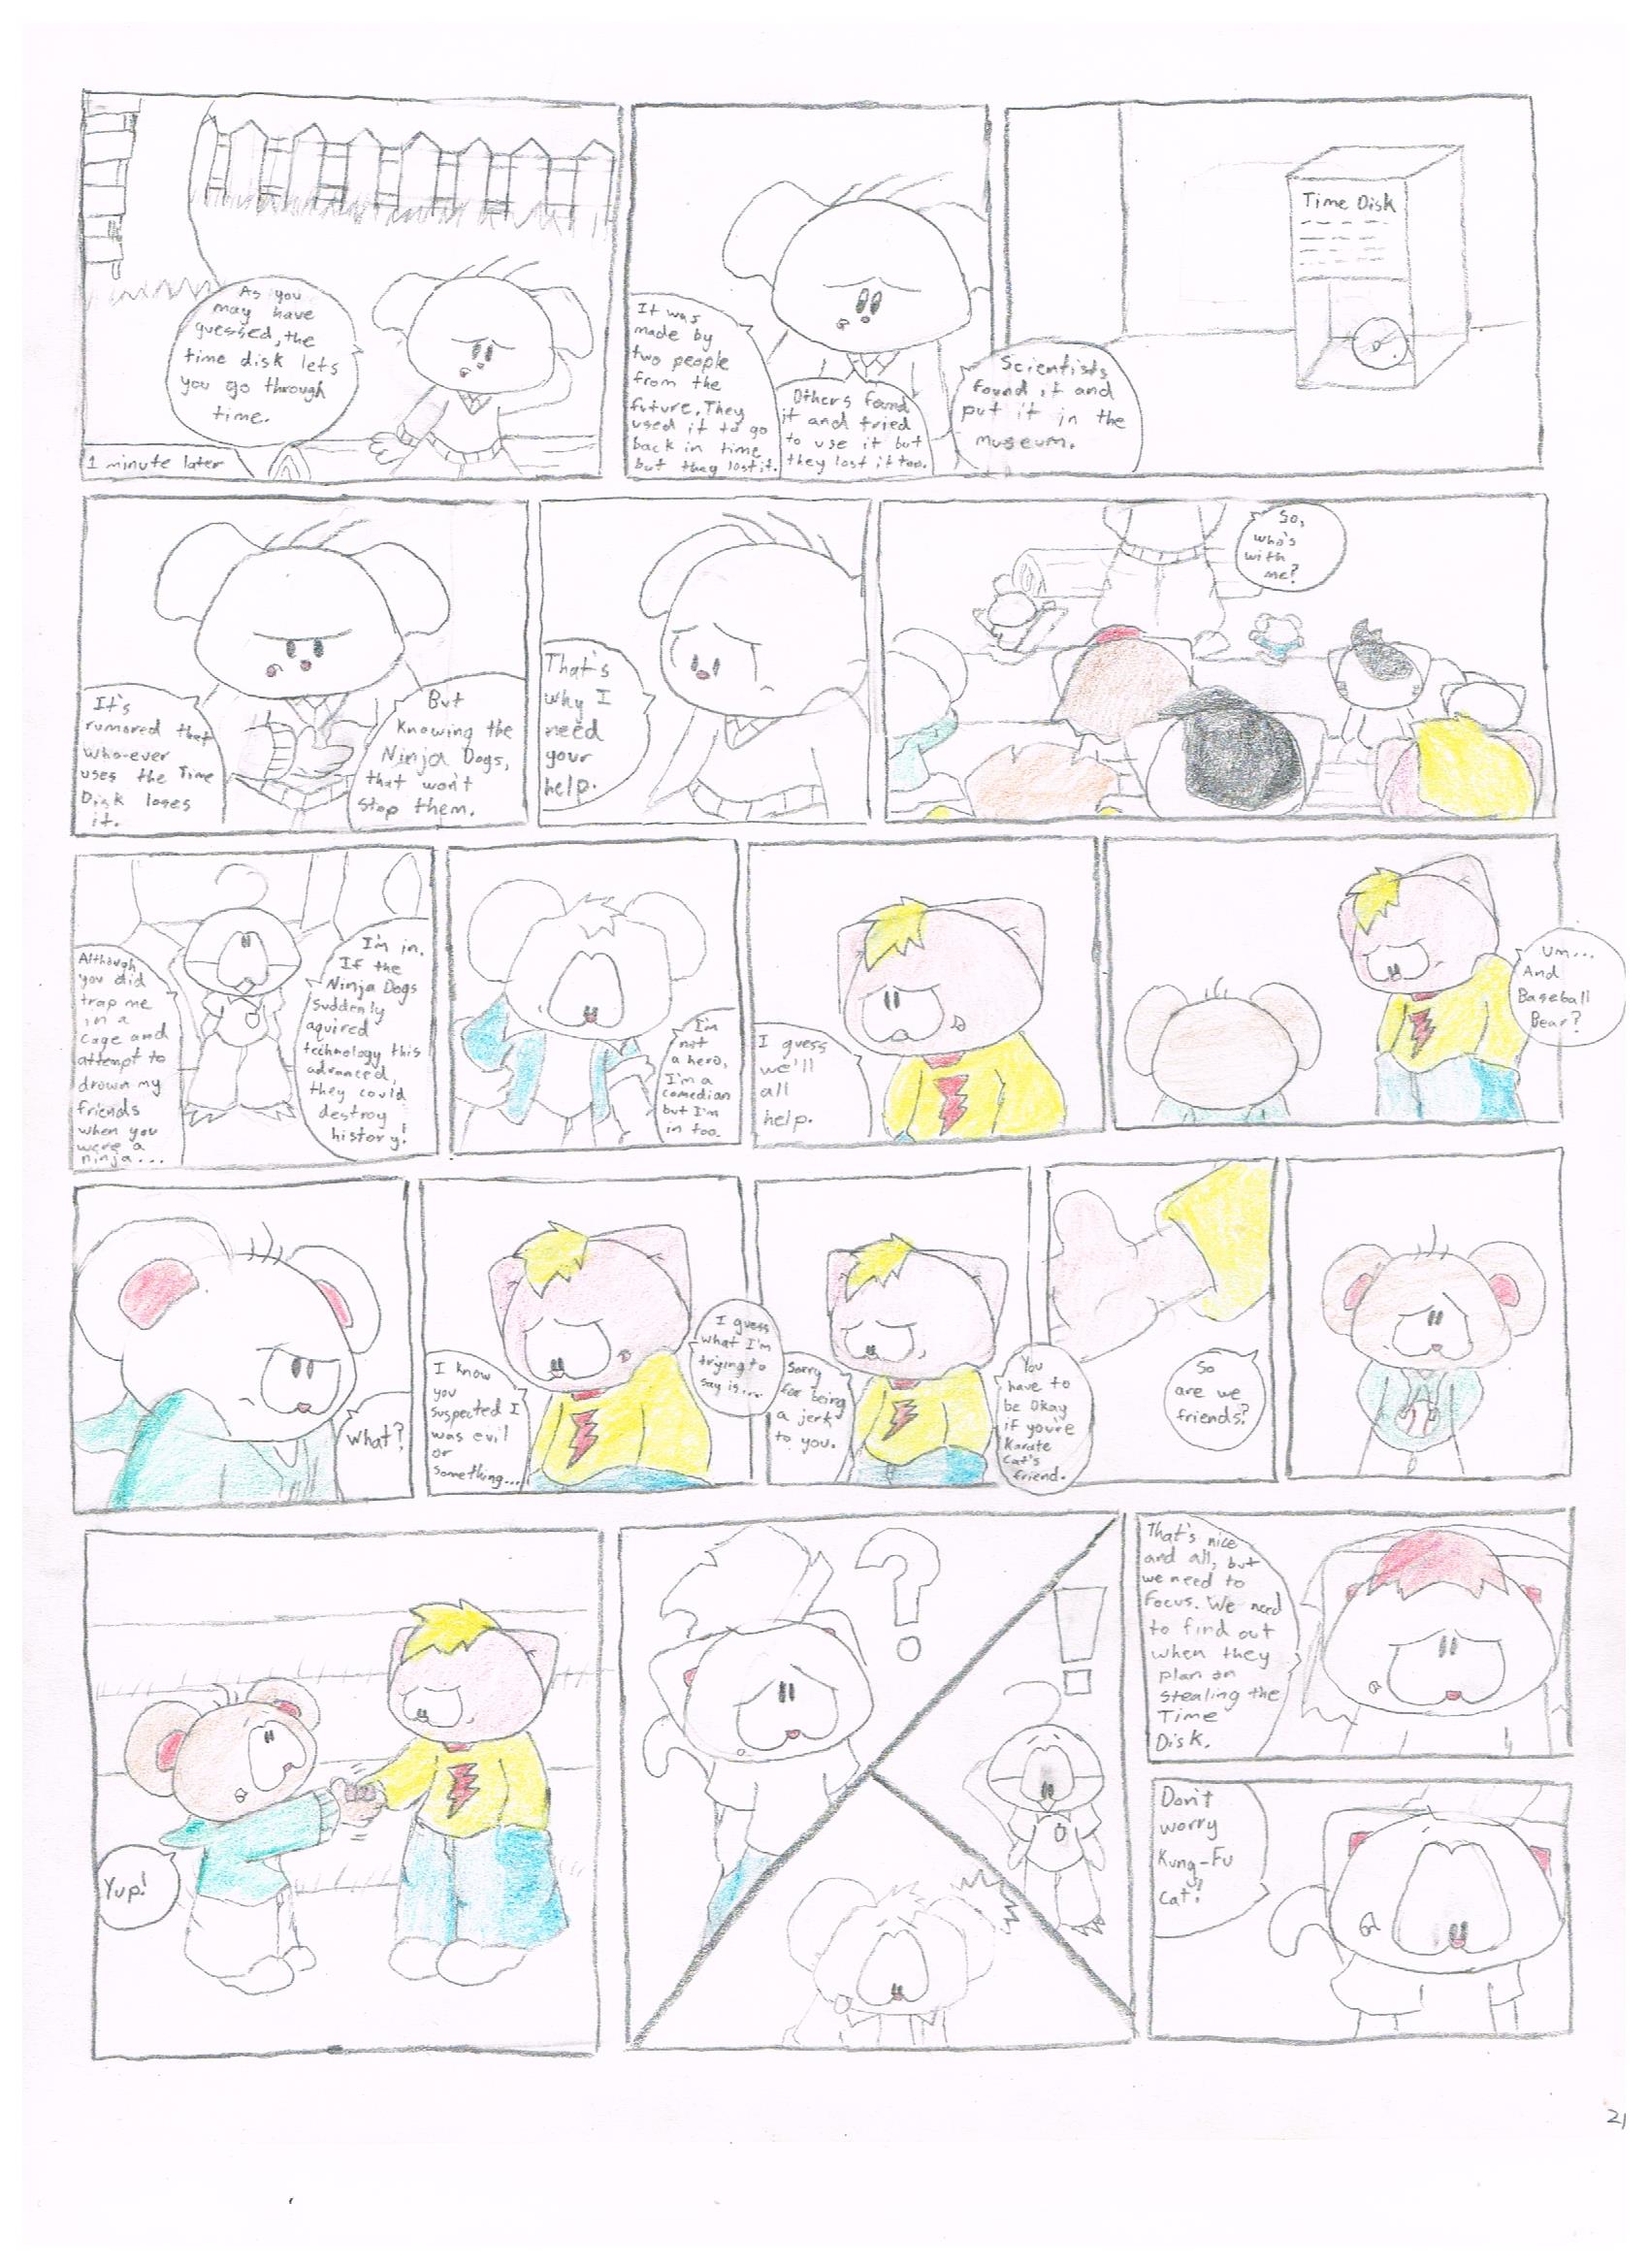 As you
may have
guessed, the
time disk lets
you go through
time.
1 minute later
It was
made by
two people
from the
future. They
used it to go
back in time
but they lost it.
Others found
it and tried
to use it but
they lost it too.
Scientists
found it and
put it in the
museum.
Time Disk
It's
rumored that
who-ever
uses the Time
Disk loses
it.
But
knowing the
Ninja Dogs,
that won't
stop them.
That's
why I
need
your
help.
So,
who's
with
me?
Although
you did
trap me
in a
cage and
attempt to
drown my
friends
when you
were a
ninja...
I'm in.
If the
Ninja Dogs
suddenly
aquired
technology this
advanced,
they could
destroy
history!
I'm
not
a hero,
I'm a
comedian
but I'm
in too.
I guess
we'll
all
help.
Um...
And
Baseball
Bear?
What?
I know
you
suspected I
was evil
or
something...
I guess
what I'm
trying to
say is...
Sorry
for being
a jerk
to you.
You
have to
be Okay
if you're
Karate
Cat's
friend.
So
are we
friends?
Yup!
?
!
That's nice
and all, but
we need to
focus. We need
to find out
when they
plan on
stealing the
Time
Disk.
Don't
worry
Kung-Fu
Cat!
21